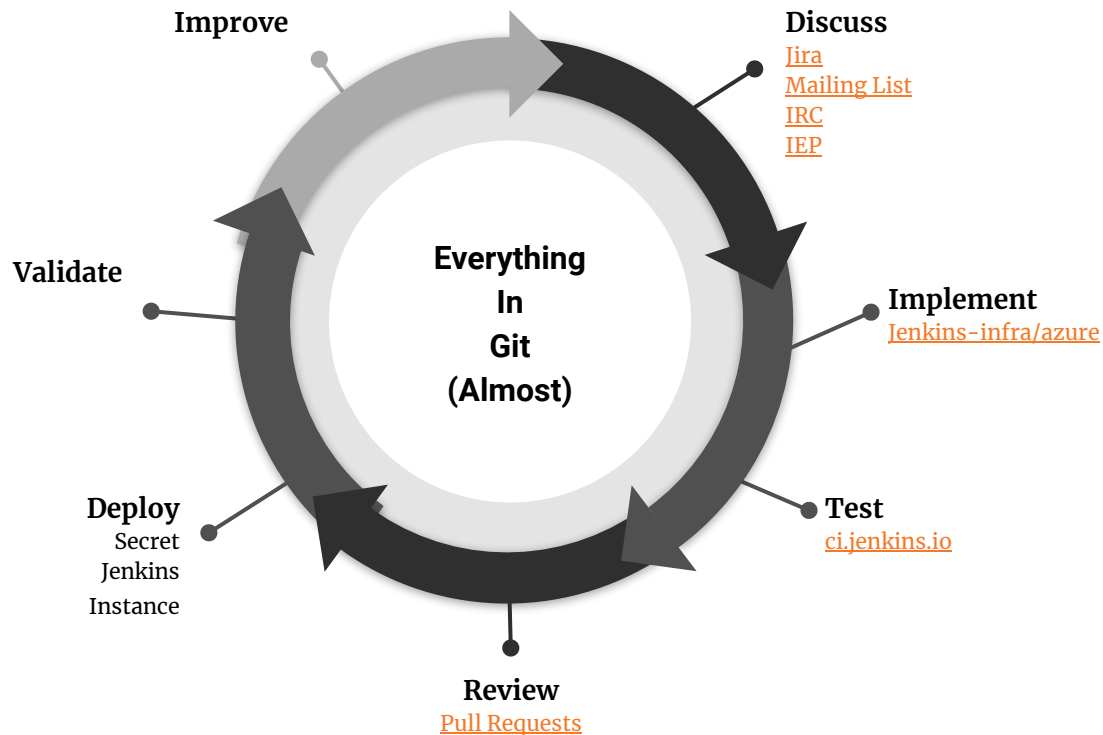 Improve
Discuss
Jira
Mailing List
IRC
IEP
Everything
In
Git
(Almost)
Validate
Implement
Jenkins-infra/azure
Deploy
Secret
Jenkins
Instance
Test
ci.jenkins.io
Review
Pull Requests